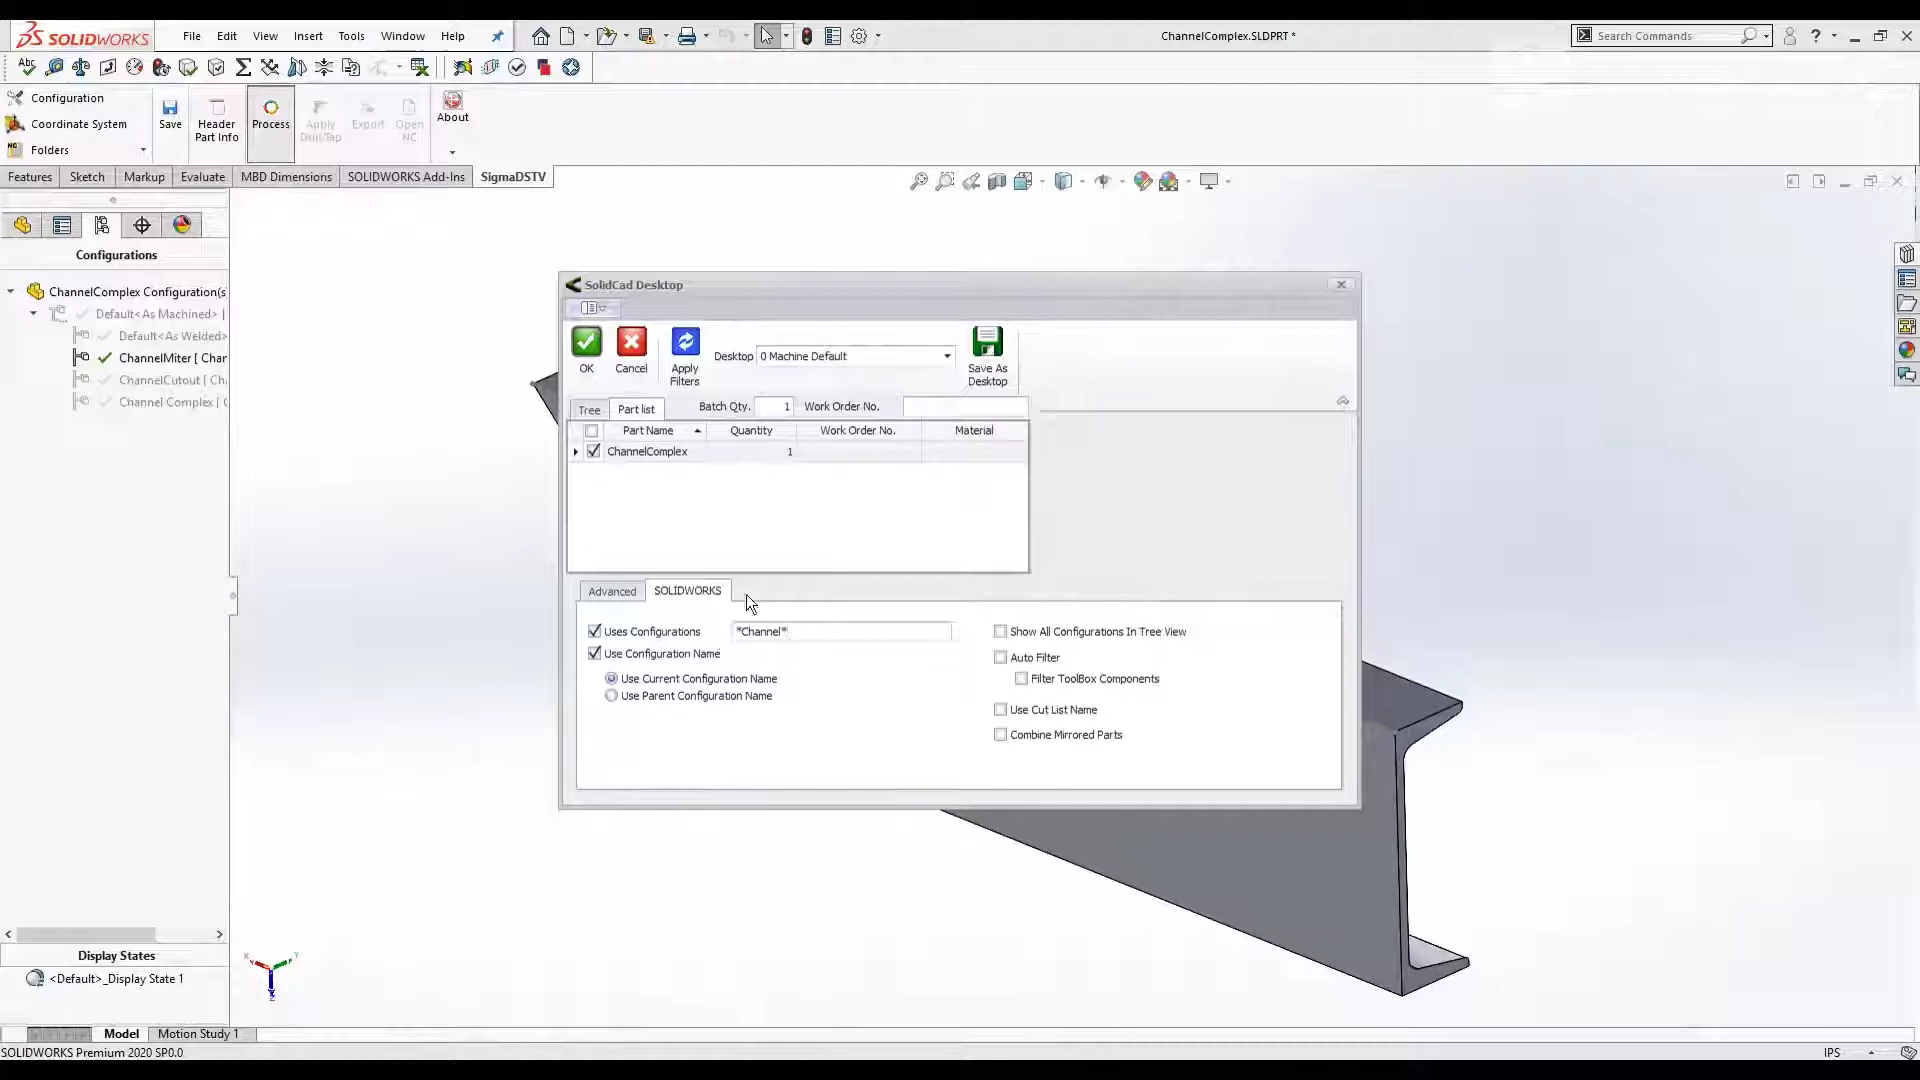 SOLIDWORKS
File Edit View Insert Tools Window Help
ChannelComplex.SLDPRT *
Search Commands
Configuration
Coordinate System
Folders
Save
Header
Part Info
Process
Apply
Drill/Tap
Export
Open
NC
About
Features Sketch Markup Evaluate MBD Dimensions SOLIDWORKS Add-Ins SigmaDSTV
Configurations
ChannelComplex Configuration(s
Default<As Machined> |
Default<As Welded>
ChannelMiter [ Char
ChannelCutout [ Ch
Channel Complex [ C
SolidCad Desktop
OK
Cancel
Apply
Filters
Desktop 0 Machine Default
Save As
Desktop
Tree Part list Batch Qty. 1 Work Order No.
Part Name Quantity Work Order No. Material
ChannelComplex 1
Advanced SOLIDWORKS
Uses Configurations *Channel*
Use Configuration Name
Use Current Configuration Name
Use Parent Configuration Name
Show All Configurations In Tree View
Auto Filter
Filter ToolBox Components
Use Cut List Name
Combine Mirrored Parts
Display States
<Default>_Display State 1
Model Motion Study 1
SOLIDWORKS Premium 2020 SP0.0
IPS